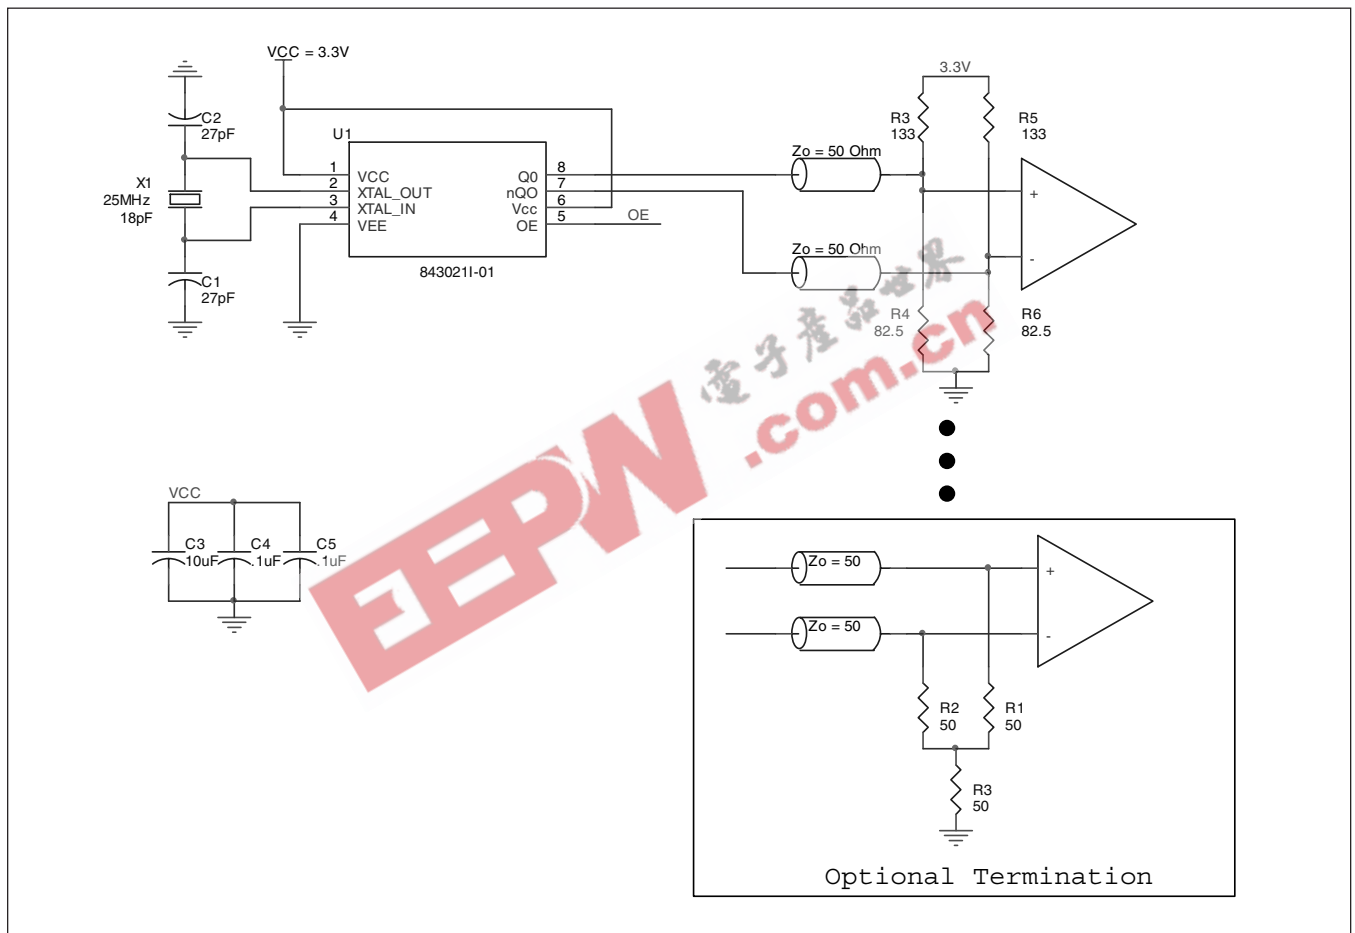 VCC = 3.3V
C2
27pF
X1
25MHz
18pF
C1
27pF
U1
1
2
3
4
VCC
XTAL_OUT
XTAL_IN
VEE
Q0
nQO
Vcc
OE
8
7
6
5
OE
843021I-01
Zo = 50 Ohm
Zo = 50 Ohm
3.3V
R3
133
R5
133
+
-
R4
82.5
R6
82.5
電子產品世界
.com.cn
EEPW
VCC
C3
10uF
C4
.1uF
C5
.1uF
Zo = 50
Zo = 50
+
-
R2
50
R1
50
R3
50
Optional Termination